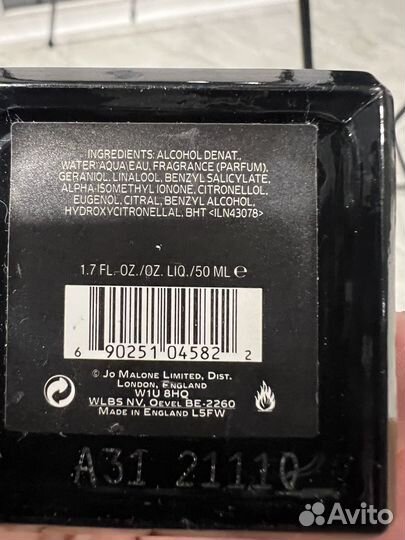 INGREDIENTS: ALCOHOL DENAT.,
WATER\AQUA\EAU, FRAGRANCE (PARFUM),
GERANIOL, LINALOOL, BENZYL SALICYLATE,
ALPHA-ISOMETHYL IONONE, CITRONELLOL,
EUGENOL, CITRAL, BENZYL ALCOHOL,
HYDROXYCITRONELLAL, BHT <ILN43078>
1.7 FL. OZ./OZ. LIQ./50 ML ℮
6 90251 04582 2
© JO MALONE LIMITED, DIST.
LONDON, ENGLAND
W1U 8HQ
WLBS NV, OEVEL BE-2260
MADE IN ENGLAND LSFW
A31 21110
Avito